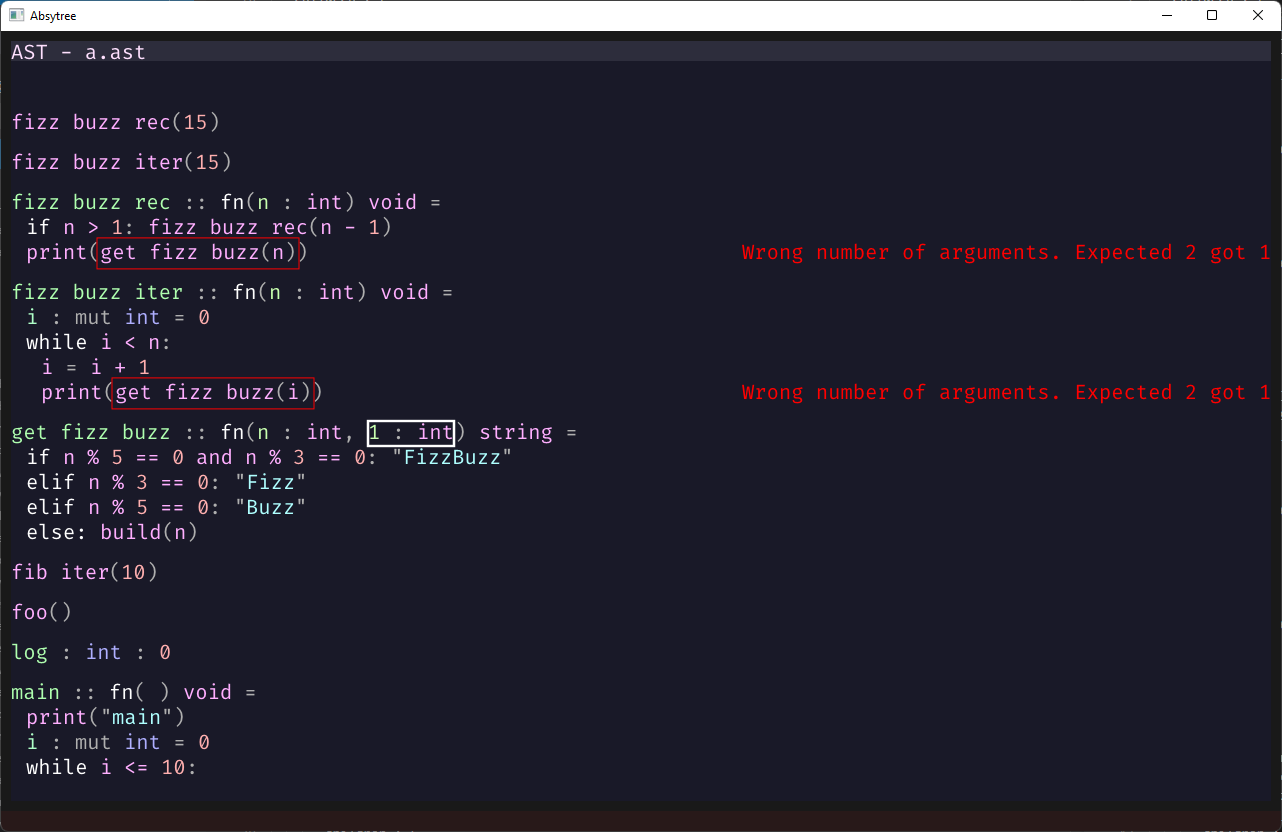 Absytree
AST - a.ast
fizz buzz rec(15)
fizz buzz iter(15)
fizz buzz rec :: fn(n : int) void =
if n > 1: fizz buzz rec(n - 1)
print(get fizz buzz(n)) Wrong number of arguments. Expected 2 got 1
fizz buzz iter :: fn(n : int) void =
i : mut int = 0
while i < n:
i = i + 1
print(get fizz buzz(i)) Wrong number of arguments. Expected 2 got 1
get fizz buzz :: fn(n : int, 1 : int) string =
if n % 5 == 0 and n % 3 == 0: "FizzBuzz"
elif n % 3 == 0: "Fizz"
elif n % 5 == 0: "Buzz"
else: build(n)
fib iter(10)
foo()
log : int : 0
main :: fn( ) void =
print("main")
i : mut int = 0
while i <= 10: